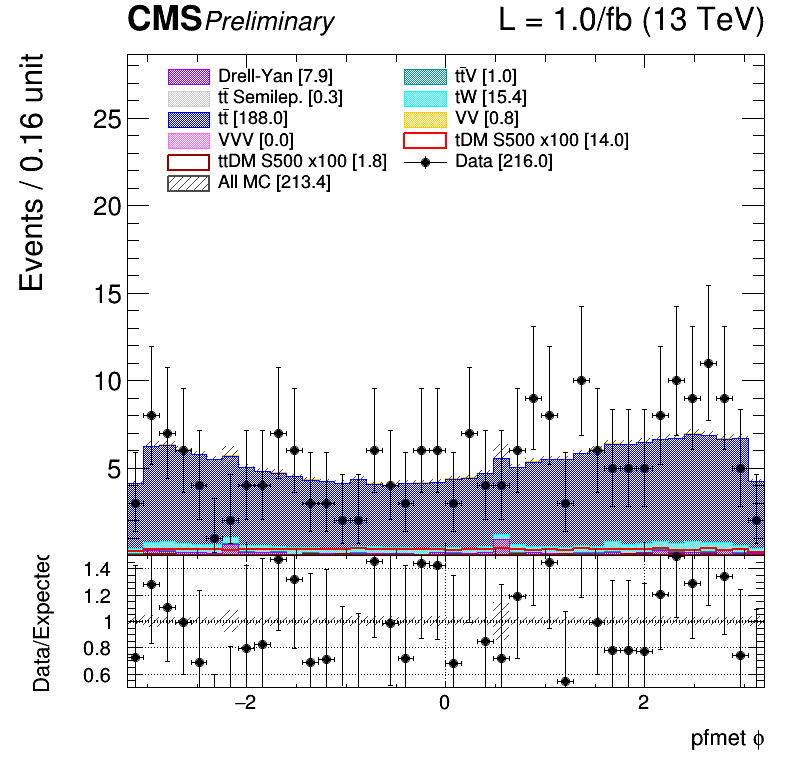 CMS Preliminary L = 1.0/fb (13 TeV)
Events / 0.16 unit
Drell-Yan [7.9]
tt̄ Semilep. [0.3]
tt̄ [188.0]
VVV [0.0]
ttDM S500 x100 [1.8]
All MC [213.4]
tt̄V [1.0]
tW [15.4]
VV [0.8]
tDM S500 x100 [14.0]
Data [216.0]
25
20
15
10
5
Data/Expected
1.4
1.2
1
0.8
0.6
−2 0 2
pfmet ϕ